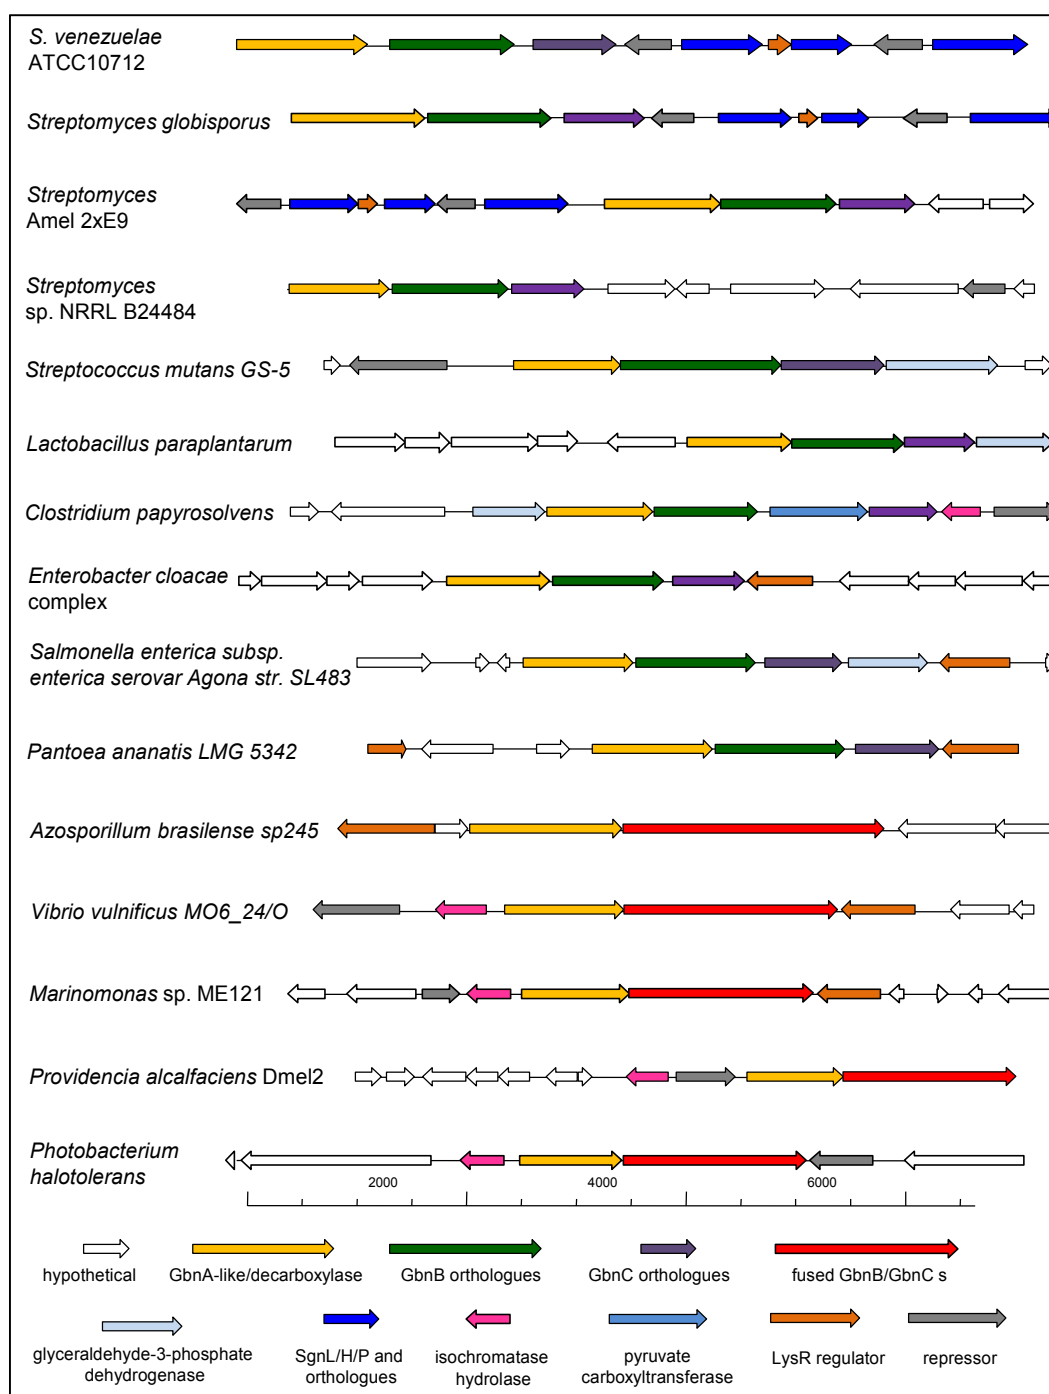 S. venezuelae
ATCC10712
Streptomyces globisporus
Streptomyces
Amel 2xE9
Streptomyces
sp. NRRL B24484
Streptococcus mutans GS-5
Lactobacillus paraplantarum
Clostridium papyrosolvens
Enterobacter cloacae
complex
Salmonella enterica subsp.
enterica serovar Agona str. SL483
Pantoea ananatis LMG 5342
Azosporillum brasilense sp245
Vibrio vulnificus MO6_24/O
Marinomonas sp. ME121
Providencia alcalfaciens Dmel2
Photobacterium
halotolerans
2000 4000 6000
hypothetical GbnA-like/decarboxylase GbnB orthologues GbnC orthologues fused GbnB/GbnC s
glyceraldehyde-3-phosphate
dehydrogenase
SgnL/H/P and
orthologues
isochromatase
hydrolase
pyruvate
carboxyltransferase
LysR regulator
repressor